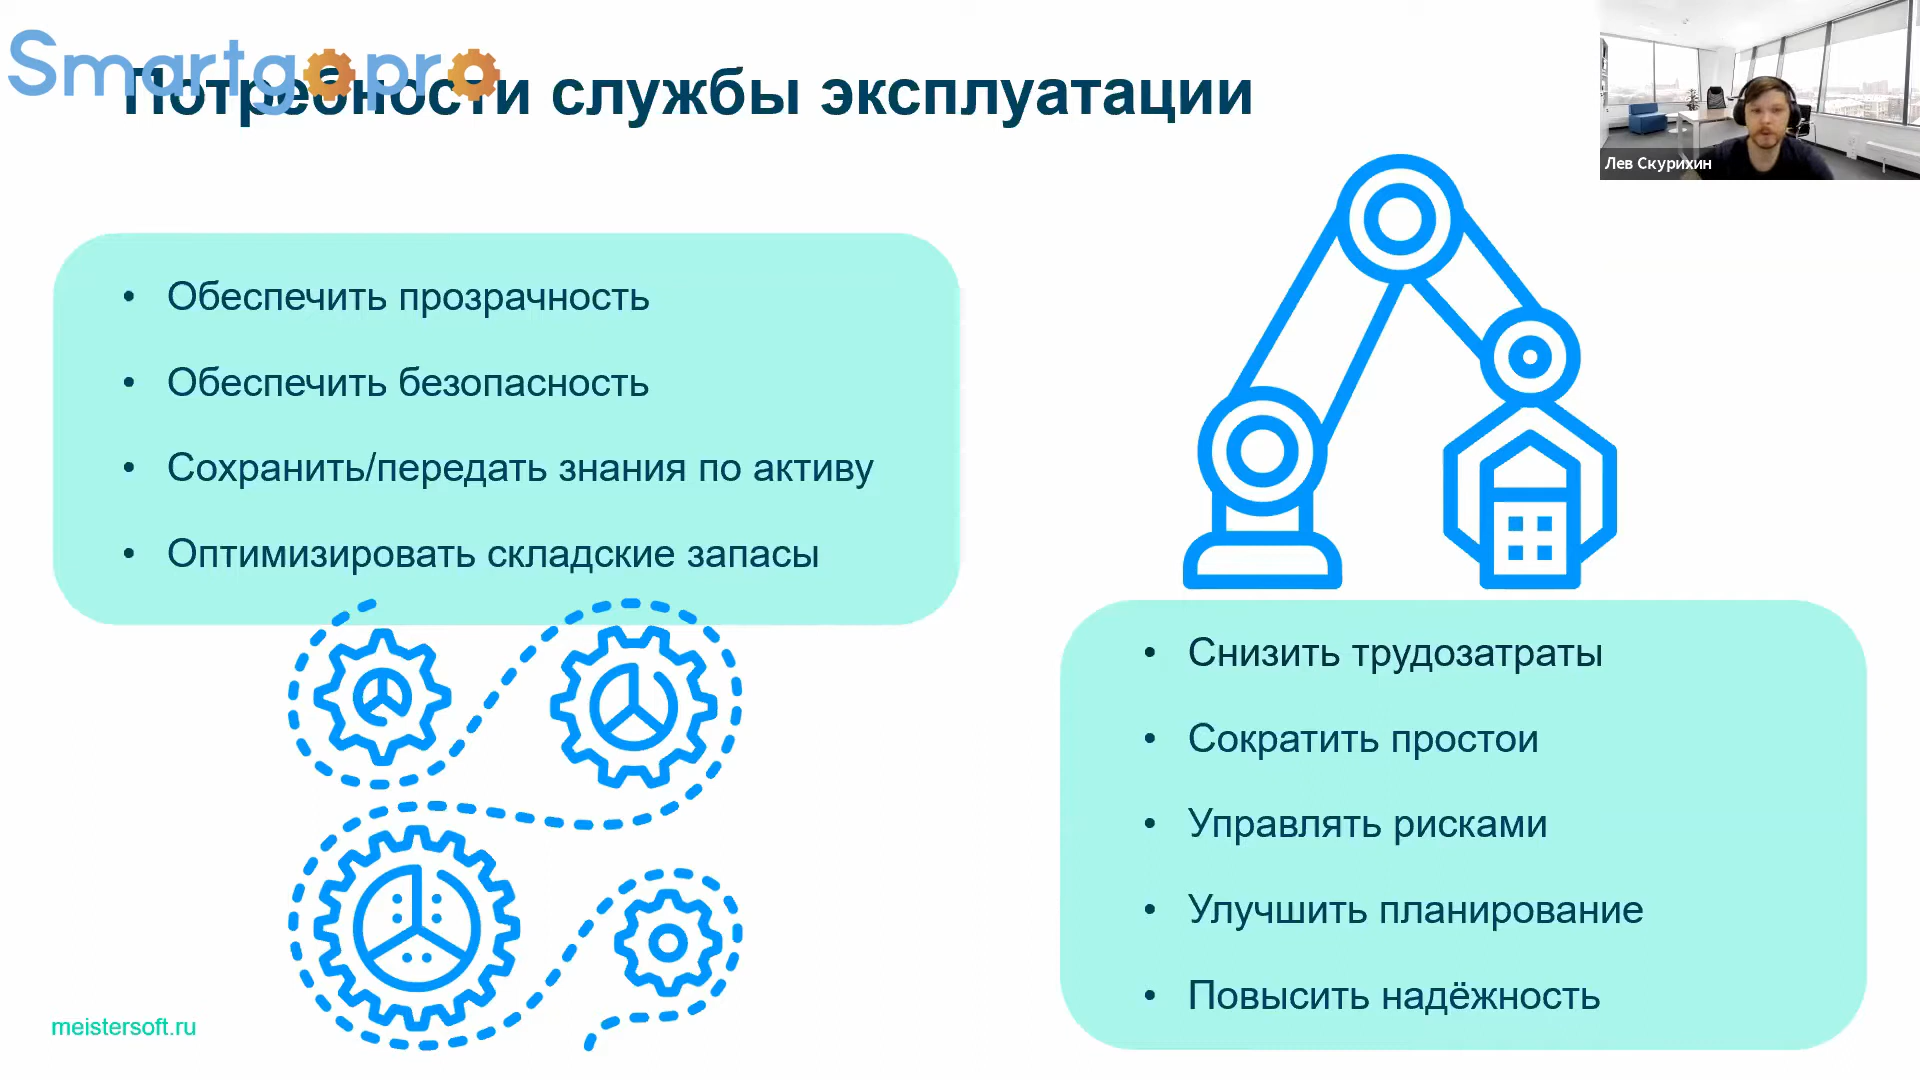 Smartgopro
Потребности службы эксплуатации
Лев Скурихин
• Обеспечить прозрачность
• Обеспечить безопасность
• Сохранить/передать знания по активу
• Оптимизировать складские запасы
• Снизить трудозатраты
• Сократить простои
• Управлять рисками
• Улучшить планирование
• Повысить надёжность
meistersoft.ru